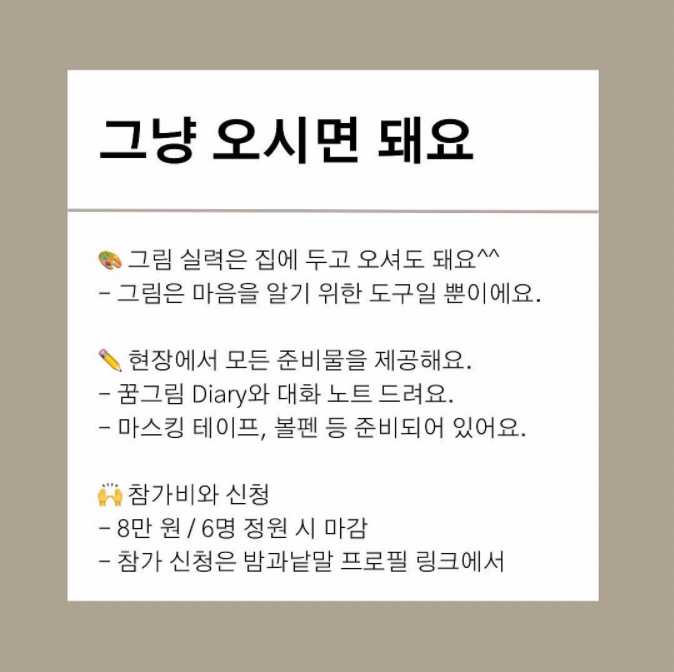 그냥 오시면 돼요
🎨 그림 실력은 집에 두고 오셔도 돼요^^
- 그림은 마음을 알기 위한 도구일 뿐이에요.
✏️ 현장에서 모든 준비물을 제공해요.
- 꿈그림 Diary와 대화 노트 드려요.
- 마스킹 테이프, 볼펜 등 준비되어 있어요.
🙌 참가비와 신청
- 8만 원 / 6명 정원 시 마감
- 참가 신청은 밤과낱말 프로필 링크에서